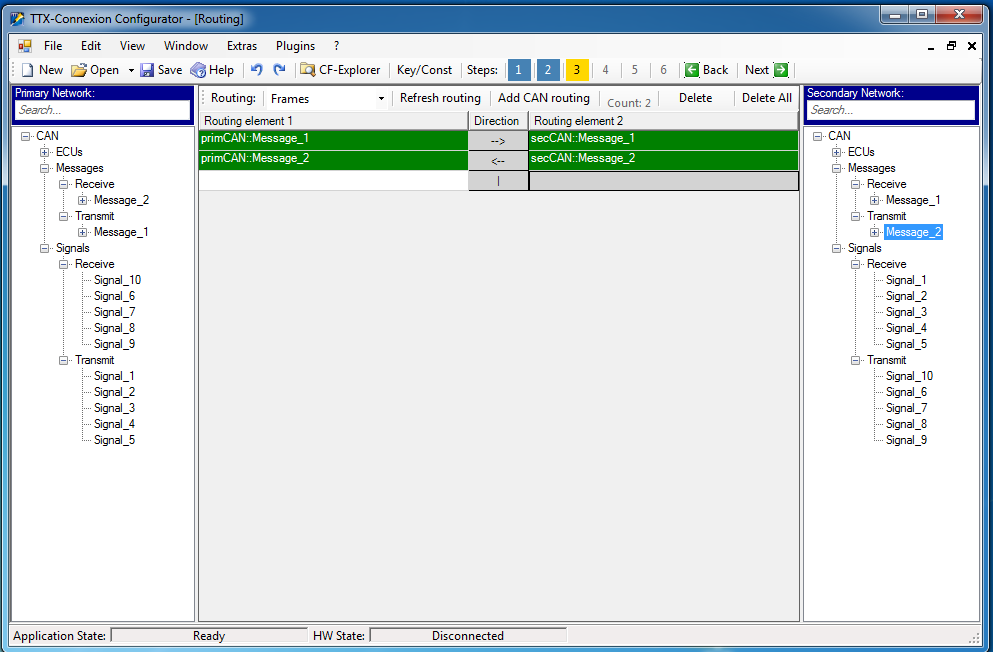 TTX-Connexion Configurator - [Routing]
File Edit View Window Extras Plugins ?
New Open Save Help CF-Explorer Key/Const Steps: 1 2 3 4 5 6 Back Next
Primary Network:
Search...
CAN
ECUs
Messages
Receive
Message_2
Transmit
Message_1
Signals
Receive
Signal_10
Signal_6
Signal_7
Signal_8
Signal_9
Transmit
Signal_1
Signal_2
Signal_3
Signal_4
Signal_5
Routing: Frames Refresh routing Add CAN routing Count: 2 Delete Delete All
Routing element 1 Direction Routing element 2
primCAN::Message_1 --> secCAN::Message_1
primCAN::Message_2 <-- secCAN::Message_2
|
Secondary Network:
Search...
CAN
ECUs
Messages
Receive
Message_1
Transmit
Message_2
Signals
Receive
Signal_1
Signal_2
Signal_3
Signal_4
Signal_5
Transmit
Signal_10
Signal_6
Signal_7
Signal_8
Signal_9
Application State: Ready HW State: Disconnected